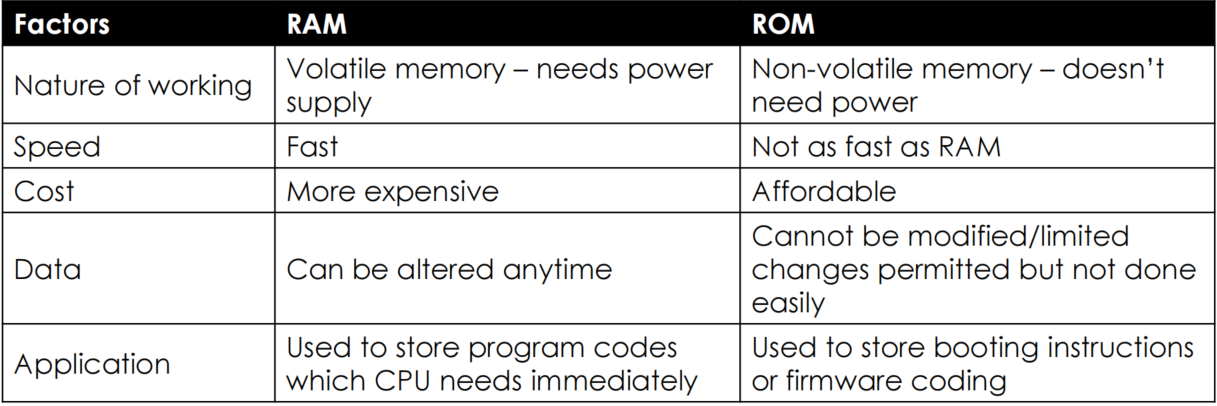 Factors RAM ROM
Nature of working
Volatile memory – needs power
supply
Non-volatile memory – doesn't
need power
Speed Fast Not as fast as RAM
Cost More expensive Affordable
Data
Can be altered anytime
Cannot be modified/limited
changes permitted but not done
easily
Application
Used to store program codes
which CPU needs immediately
Used to store booting instructions
or firmware coding